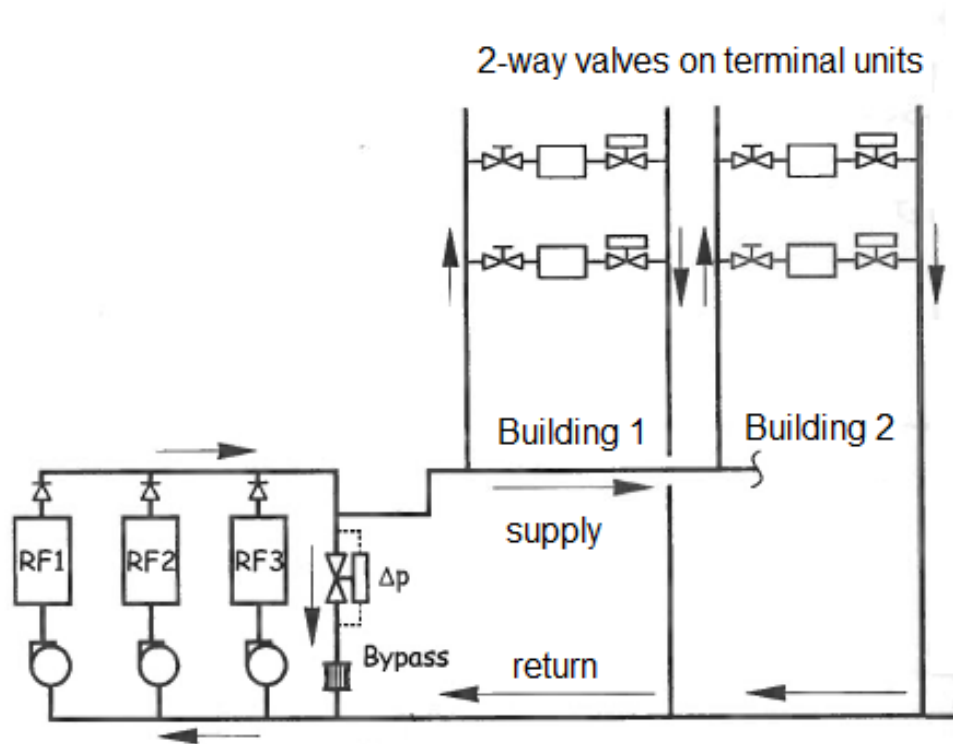 2-way valves on terminal units
Building 1
Building 2
supply
RF1
RF2
RF3
Δp
Bypass
return